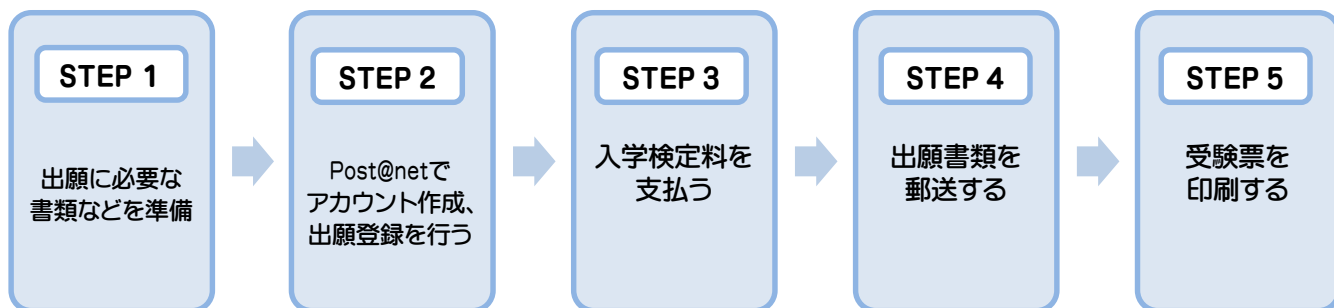 STEP 1
出願に必要な
書類などを準備
STEP 2
Post@netで
アカウント作成、
出願登録を行う
STEP 3
入学検定料を
支払う
STEP 4
出願書類を
郵送する
STEP 5
受験票を
印刷する